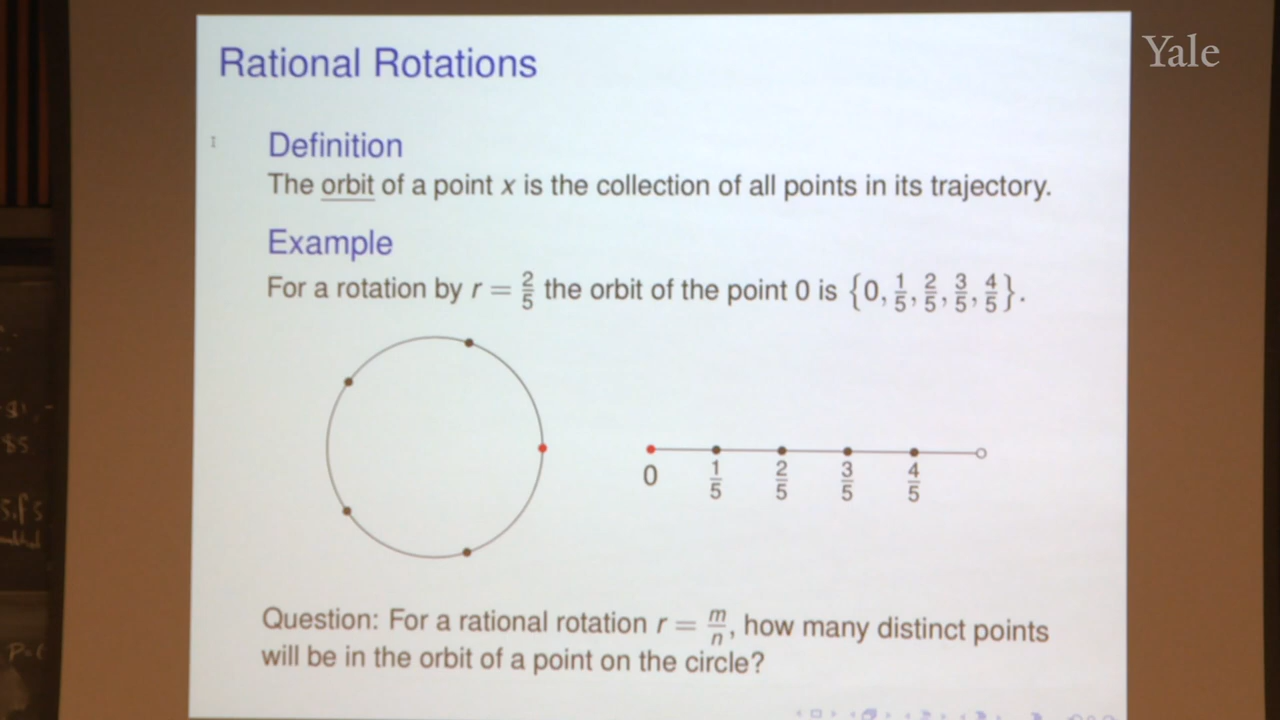 Yale
Rational Rotations
Definition
The orbit of a point x is the collection of all points in its trajectory.
Example
For a rotation by r = 2/5 the orbit of the point 0 is {0, 1/5, 2/5, 3/5, 4/5}.
0 1/5 2/5 3/5 4/5
Question: For a rational rotation r = m/n, how many distinct points
will be in the orbit of a point on the circle?